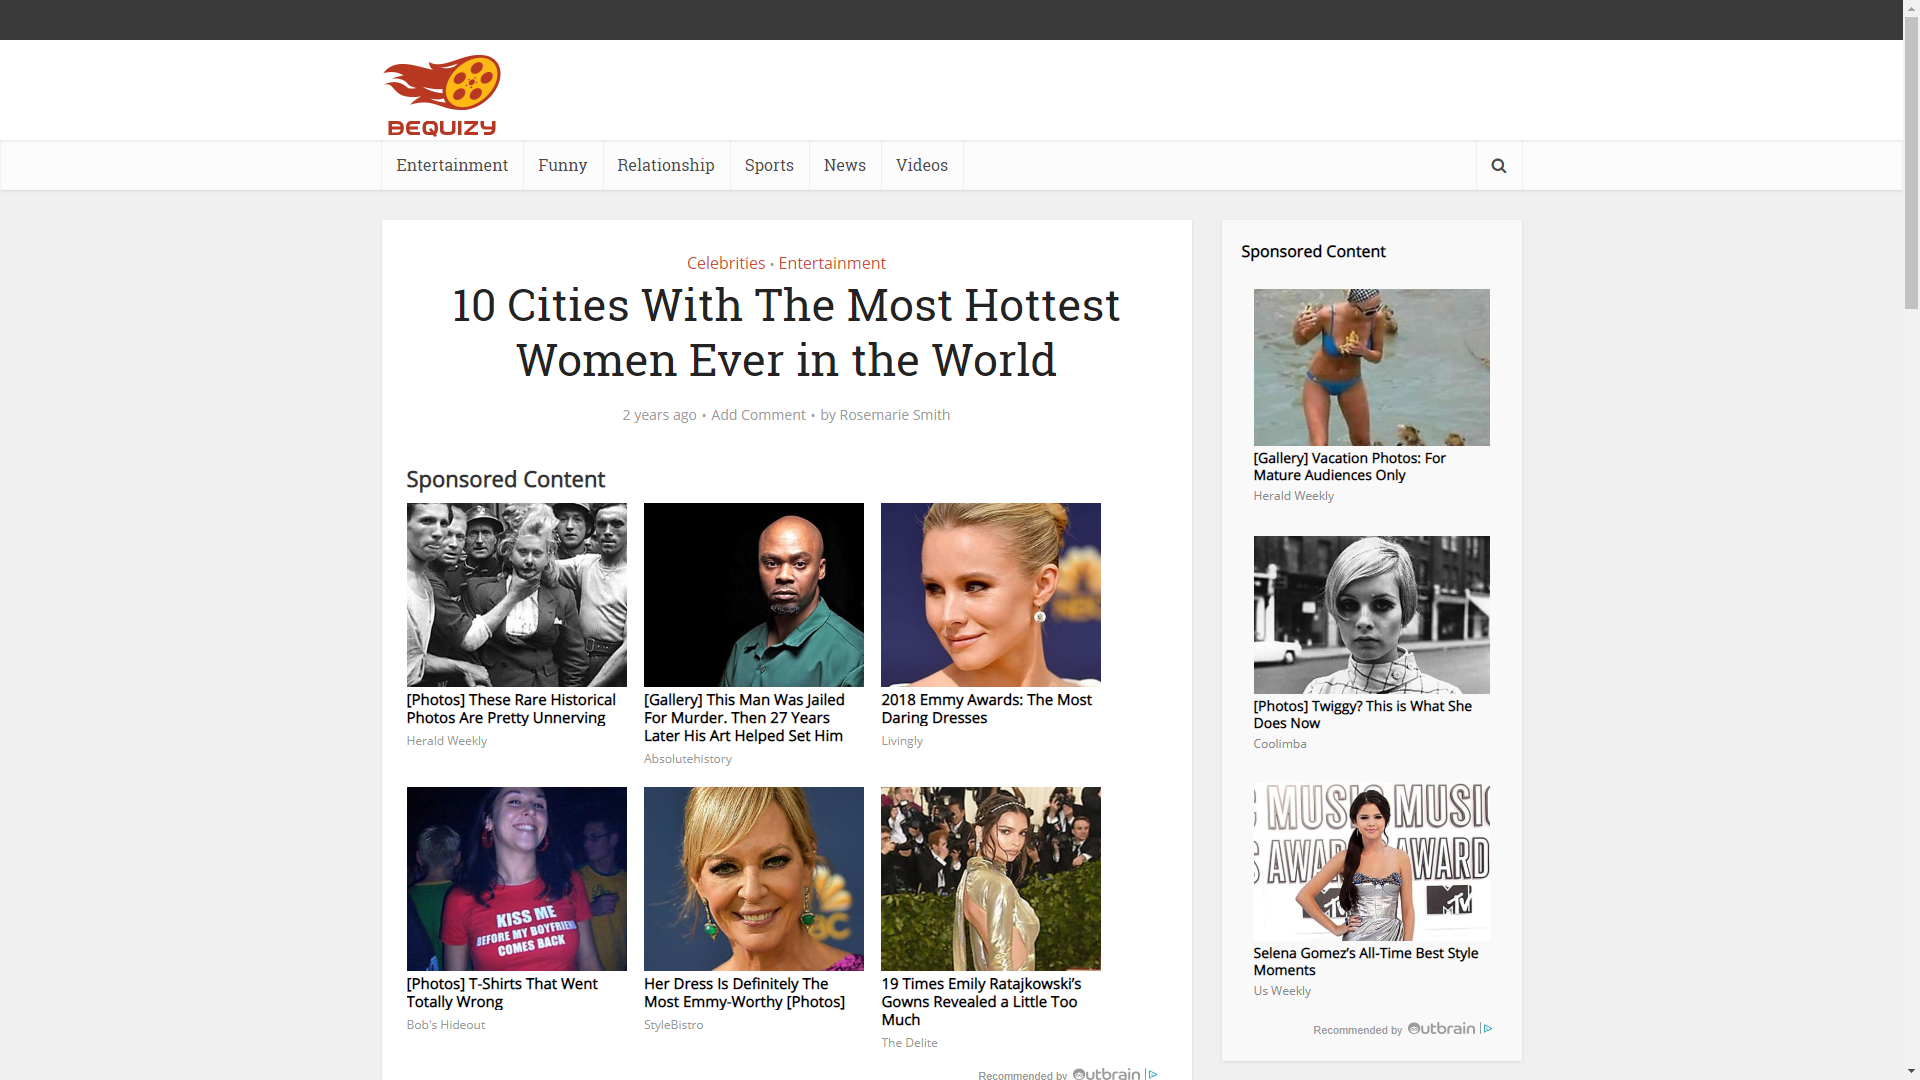 BEQUIZY
Entertainment
Funny
Relationship
Sports
News
Videos
Celebrities • Entertainment
10 Cities With The Most Hottest
Women Ever in the World
2 years ago • Add Comment • by Rosemarie Smith
Sponsored Content
[Photos] These Rare Historical
Photos Are Pretty Unnerving
Herald Weekly
[Gallery] This Man Was Jailed
For Murder. Then 27 Years
Later His Art Helped Set Him
Absolutehistory
2018 Emmy Awards: The Most
Daring Dresses
Livingly
KISS ME
BEFORE MY BOYFRIEND
COMES BACK
[Photos] T-Shirts That Went
Totally Wrong
Bob's Hideout
Her Dress Is Definitely The
Most Emmy-Worthy [Photos]
StyleBistro
19 Times Emily Ratajkowski's
Gowns Revealed a Little Too
Much
The Delite
Recommended by Outbrain
Sponsored Content
[Gallery] Vacation Photos: For
Mature Audiences Only
Herald Weekly
[Photos] Twiggy? This is What She
Does Now
Coolimba
MUSIC MUSIC
AWARD
MTV MTV
Selena Gomez’s All-Time Best Style
Moments
Us Weekly
Recommended by Outbrain